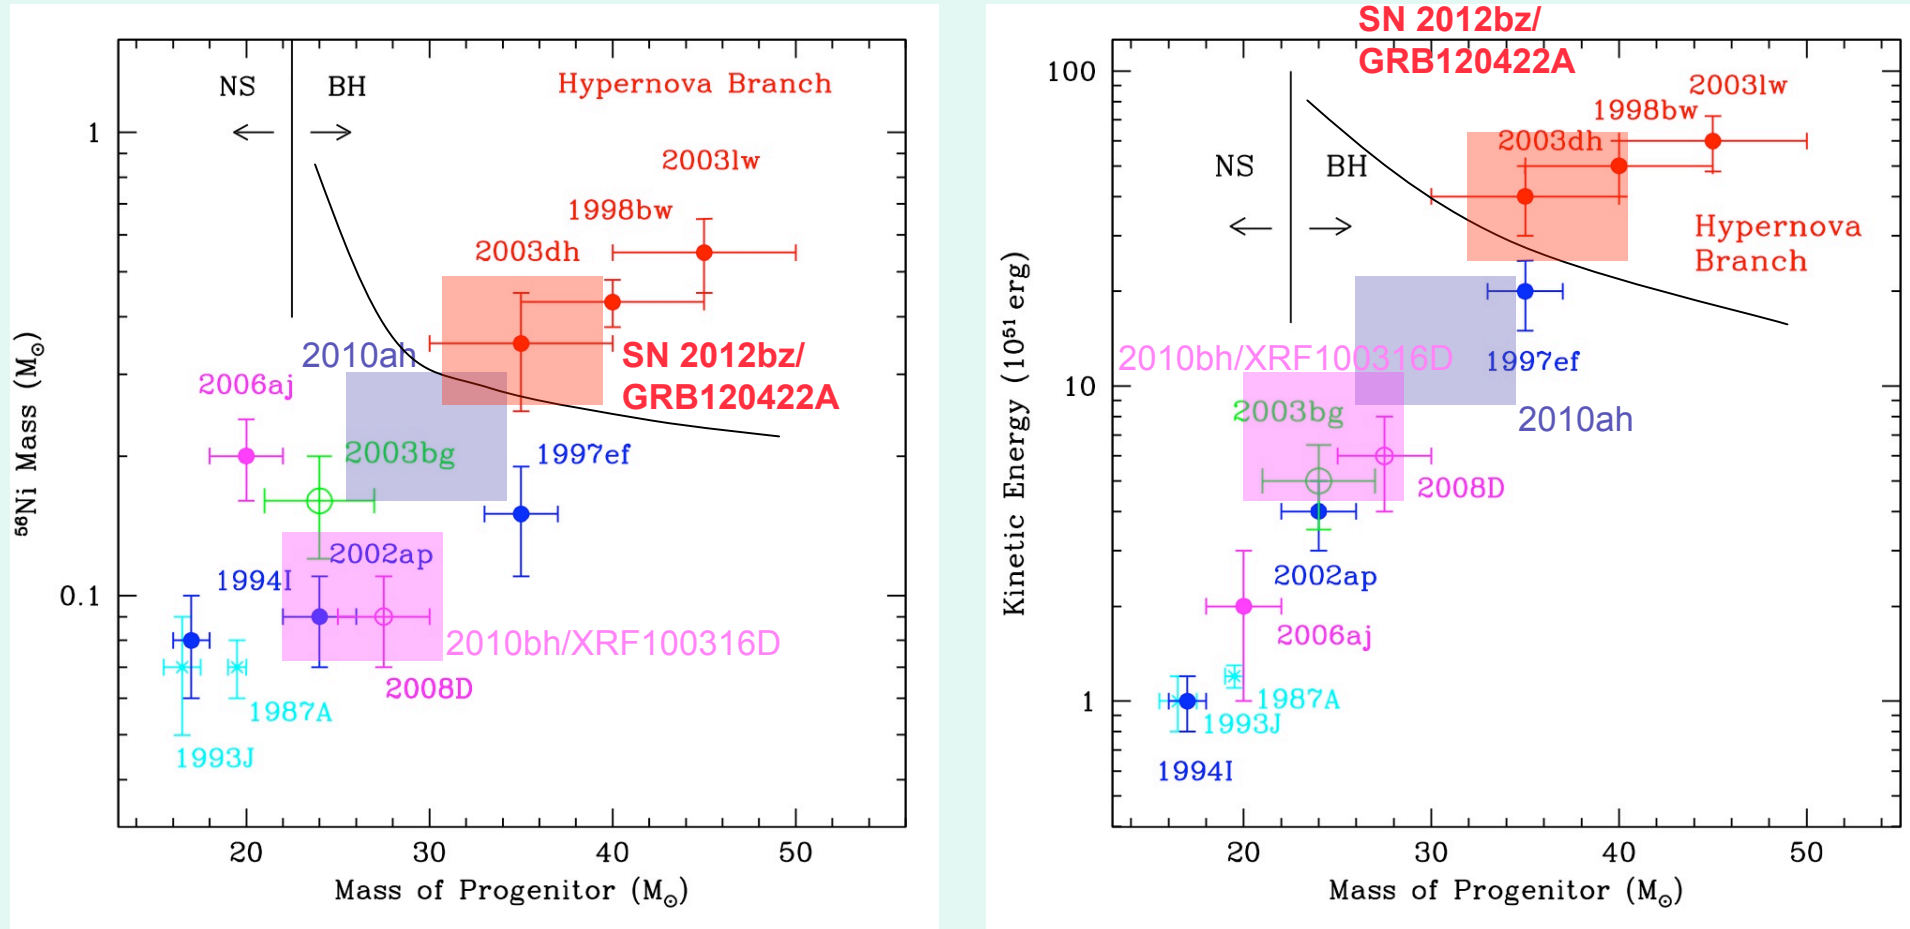 NS
BH
Hypernova Branch
1
2003lw
1998bw
2003dh
2010ah
SN 2012bz/
GRB120422A
2006aj
2003bg
1997ef
2002ap
1994I
0.1
2010bh/XRF100316D
2008D
1987A
1993J
20
30
40
50
Mass of Progenitor (M⊙)
⁵⁶Ni Mass (M⊙)
SN 2012bz/
GRB120422A
100
2003lw
1998bw
2003dh
NS
BH
Hypernova
Branch
2010bh/XRF100316D
1997ef
10
2003bg
2010ah
2008D
2002ap
2006aj
1
1987A
1993J
1994I
20
30
40
50
Mass of Progenitor (M⊙)
Kinetic Energy (10⁵¹ erg)